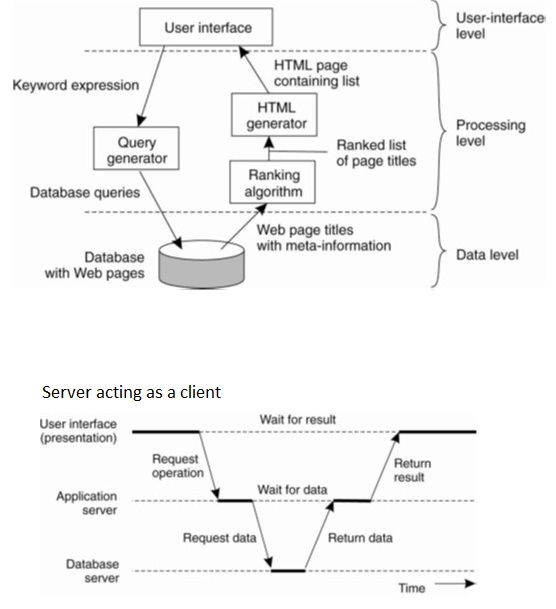 User interface
User-interface
level
Keyword expression
HTML page
containing list
HTML
generator
Query
generator
Processing
level
Ranked list
of page titles
Ranking
algorithm
Database queries
Web page titles
with meta-information
Database
with Web pages
Data level
Server acting as a client
User interface
(presentation)
Wait for result
Request
operation
Return
result
Application
server
Wait for data
Request data
Return data
Database
server
Time